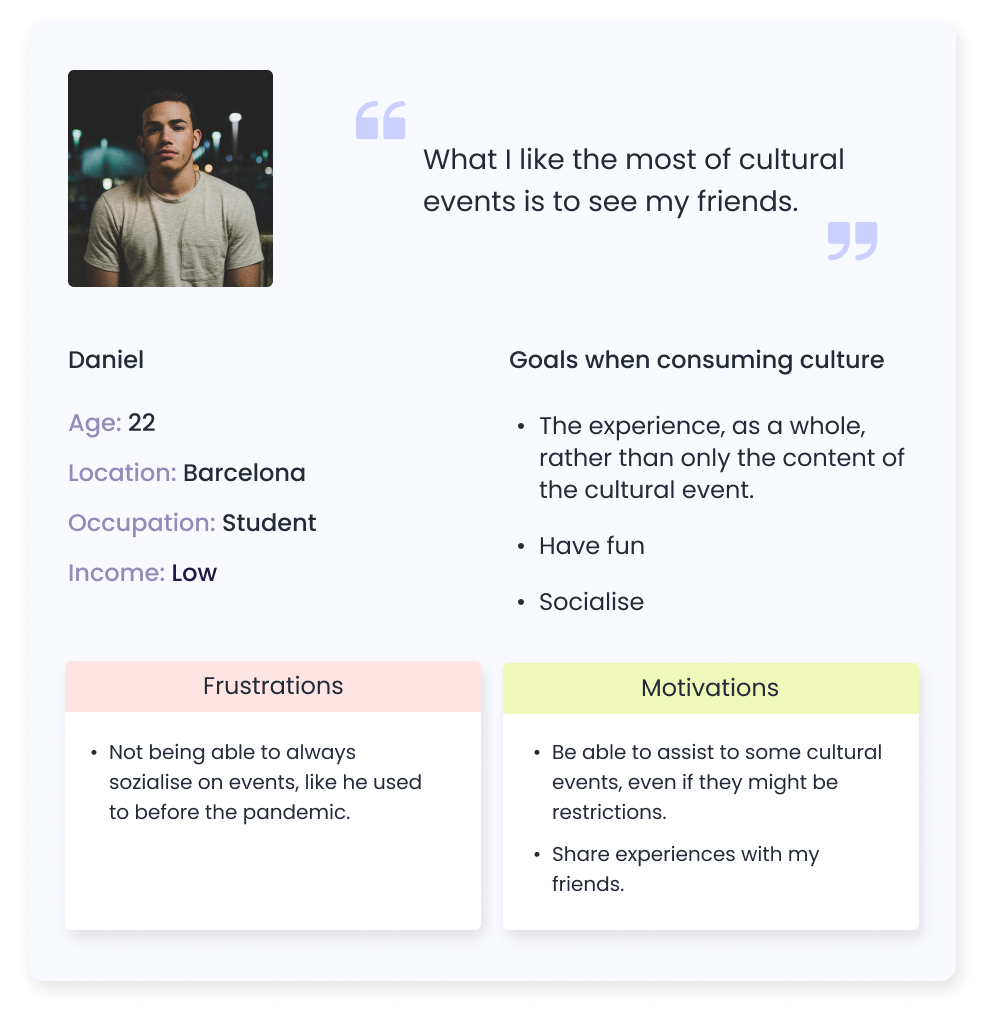 What I like the most of cultural
events is to see my friends.
Daniel
Age: 22
Location: Barcelona
Occupation: Student
Income: Low
Goals when consuming culture
• The experience, as a whole,
rather than only the content of
the cultural event.
• Have fun
• Socialise
Frustrations
• Not being able to always
sozialise on events, like he used
to before the pandemic.
Motivations
• Be able to assist to some cultural
events, even if they might be
restrictions.
• Share experiences with my
friends.